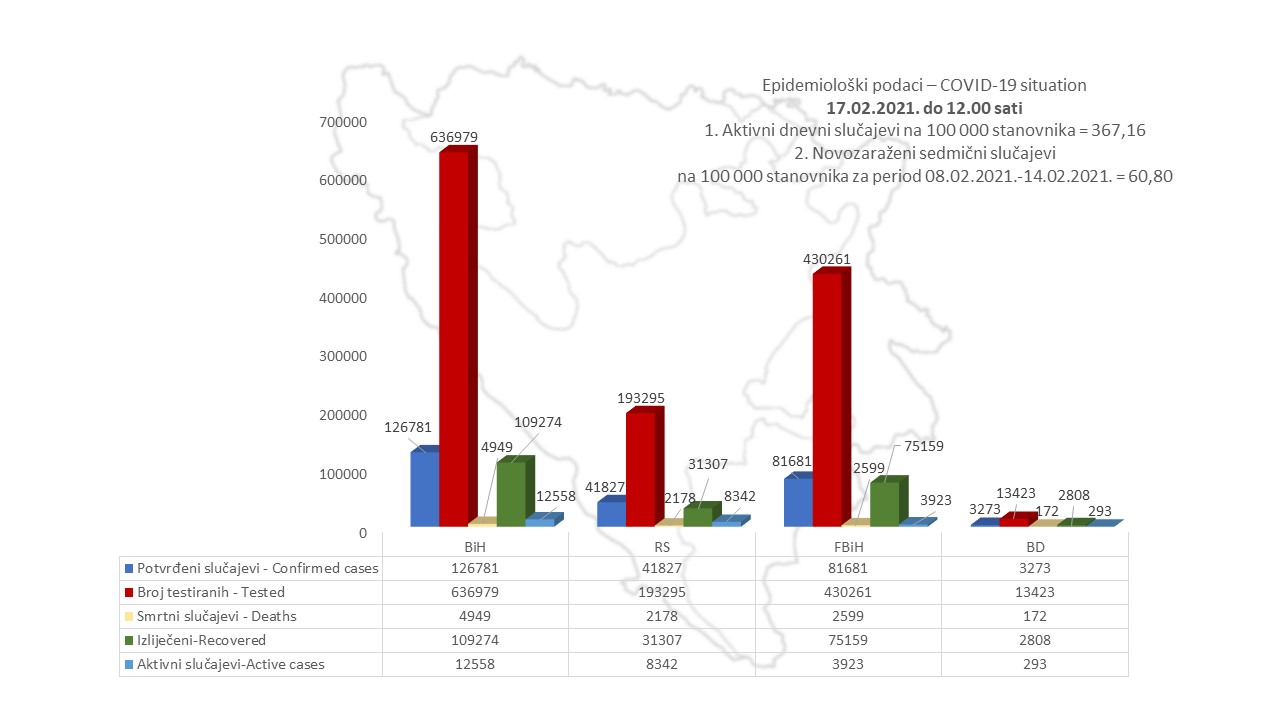 Epidemiološki podaci – COVID-19 situation
17.02.2021. do 12.00 sati
1. Aktivni dnevni slučajevi na 100 000 stanovnika = 367,16
2. Novozaraženi sedmični slučajevi
na 100 000 stanovnika za period 08.02.2021.-14.02.2021. = 60,80
700000
600000
500000
400000
300000
200000
100000
0
126781
636979
4949
109274
12558
41827
193295
2178
31307
8342
81681
430261
2599
75159
3923
3273
13423
172
2808
293
BiH RS FBiH BD
Potvrđeni slučajevi - Confirmed cases 126781 41827 81681 3273
Broj testiranih - Tested 636979 193295 430261 13423
Smrtni slučajevi - Deaths 4949 2178 2599 172
Izliječeni-Recovered 109274 31307 75159 2808
Aktivni slučajevi-Active cases 12558 8342 3923 293